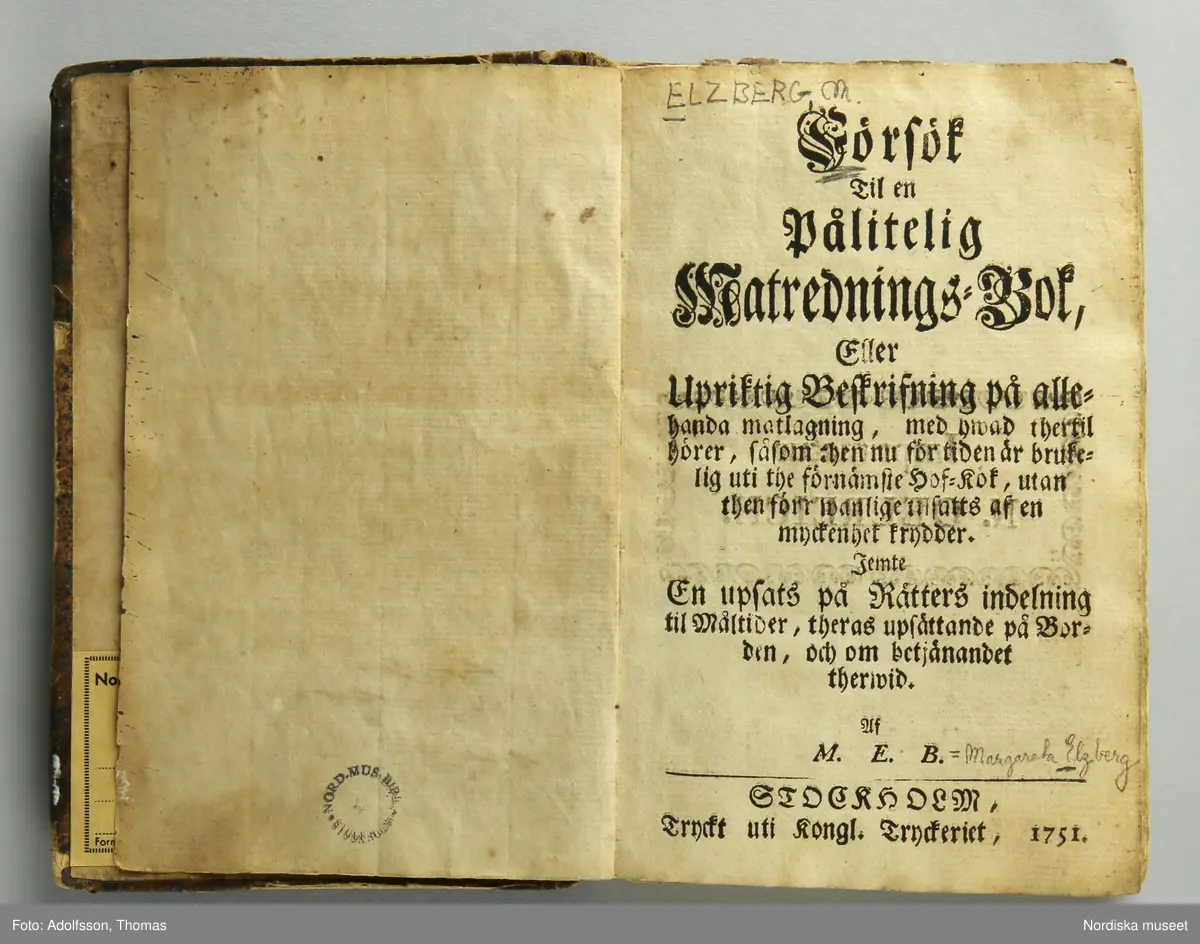 ELZBERG, M.
Försök
Til en
Pålitelig
Matrednings-Bok,
Eller
Upriktig Beskrifning på alle-
handa matlagning, med hwad thertil
hörer, såsom then nu för tiden är bruke-
lig uti the förnämste Hof-Kök, utan
then förr wanlige tilsatts af en
myckenhet krydder.
Jemte
En upsats på Rätters indelning
til Måltider, theras upsättande på Bor-
den, och om betjänandet
therwid.
Af
M. E. B. = Margareta Elzberg
STOCKHOLM,
Tryckt uti Kongl. Tryckeriet, 1751.
NORD. MUS. BIBL.
No
Form
Foto: Adolfsson, Thomas
Nordiska museet